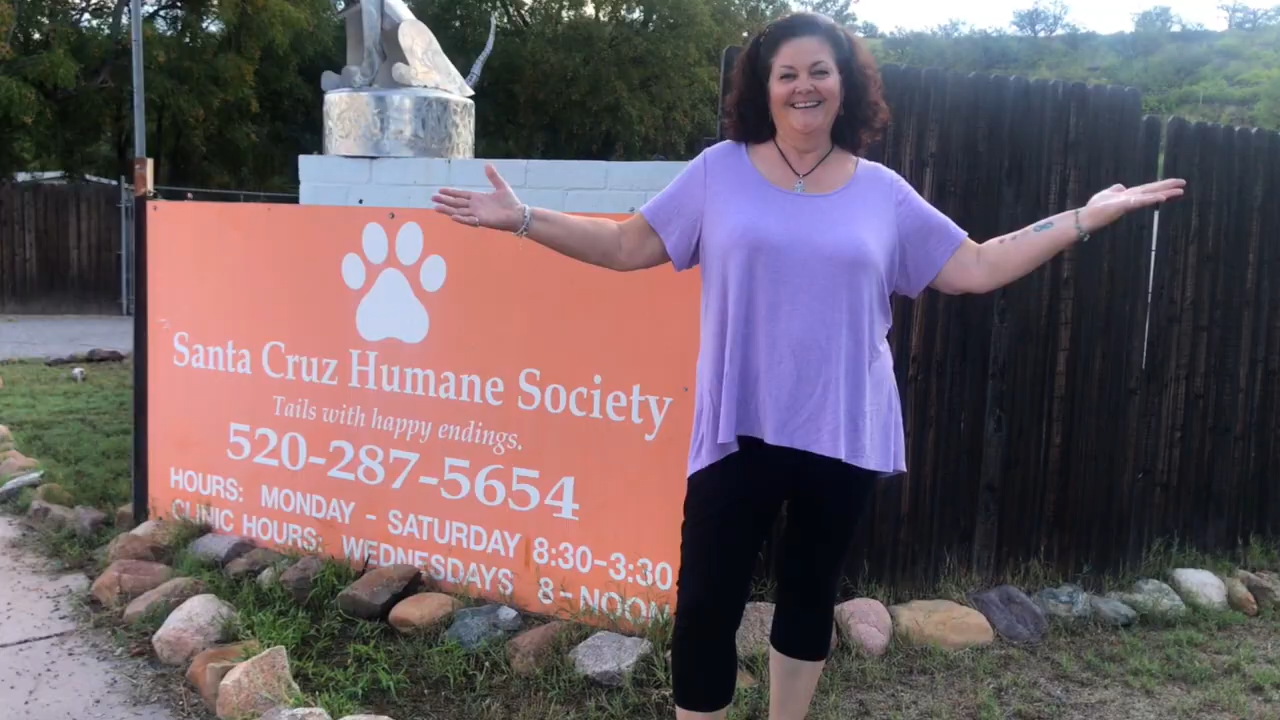 Santa Cruz Humane Society
Tails with happy endings.
520-287-5654
HOURS: MONDAY - SATURDAY 8:30-3:30
CLINIC HOURS: WEDNESDAYS 8-NOON